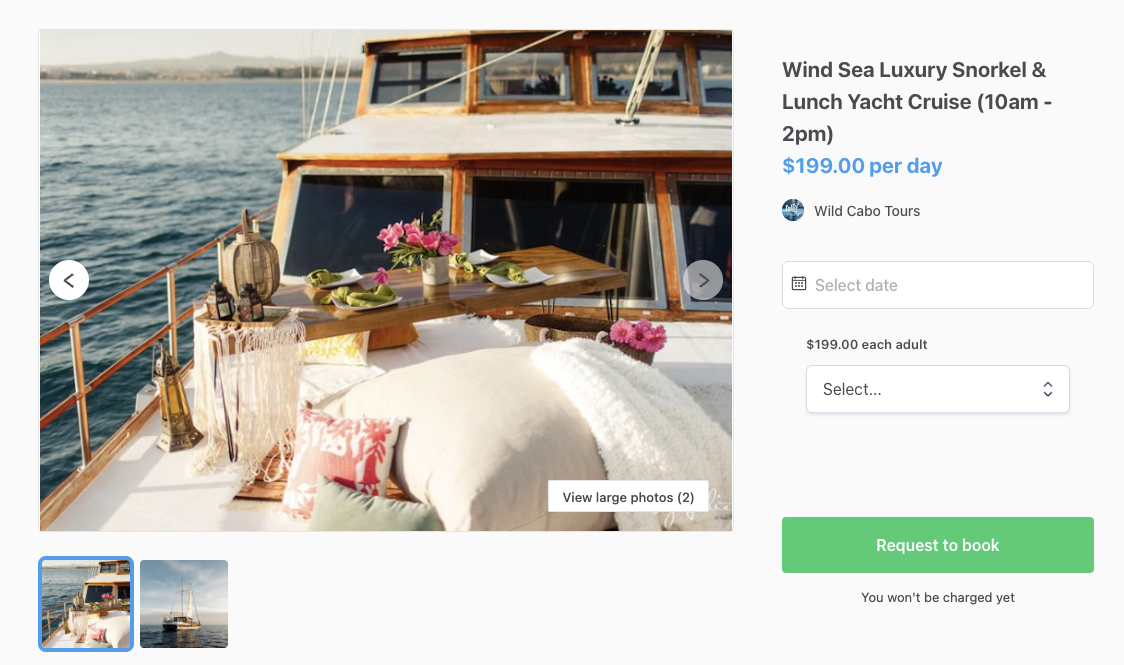 Wind Sea Luxury Snorkel &
Lunch Yacht Cruise (10am -
2pm)
$199.00 per day
Wild Cabo Tours
Select date
$199.00 each adult
Select...
View large photos (2)
Request to book
You won't be charged yet